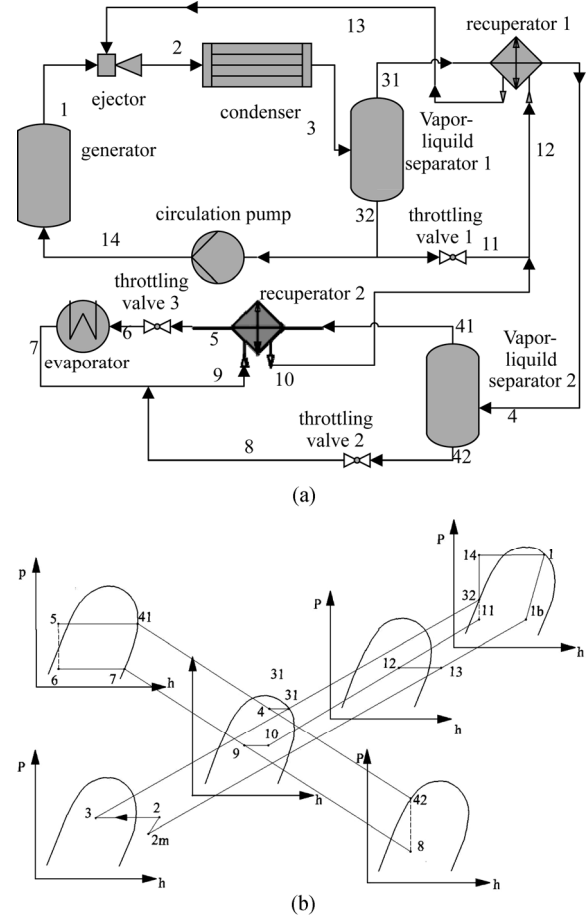 13
recuperator 1
2
31
ejector
condenser
1
3
Vapor-
liquild
separator 1
generator
12
32
circulation pump
throttling
valve 1
14
11
throttling
valve 3
recuperator 2
41
7
6
5
evaporator
9
10
Vapor-
liquild
separator 2
throttling
valve 2
4
8
42
(a)
P
14
1
32
11
1b
h
p
5
41
6
7
h
P
12
13
h
31
4
31
9
10
h
P
3
2
2m
h
P
42
8
h
(b)